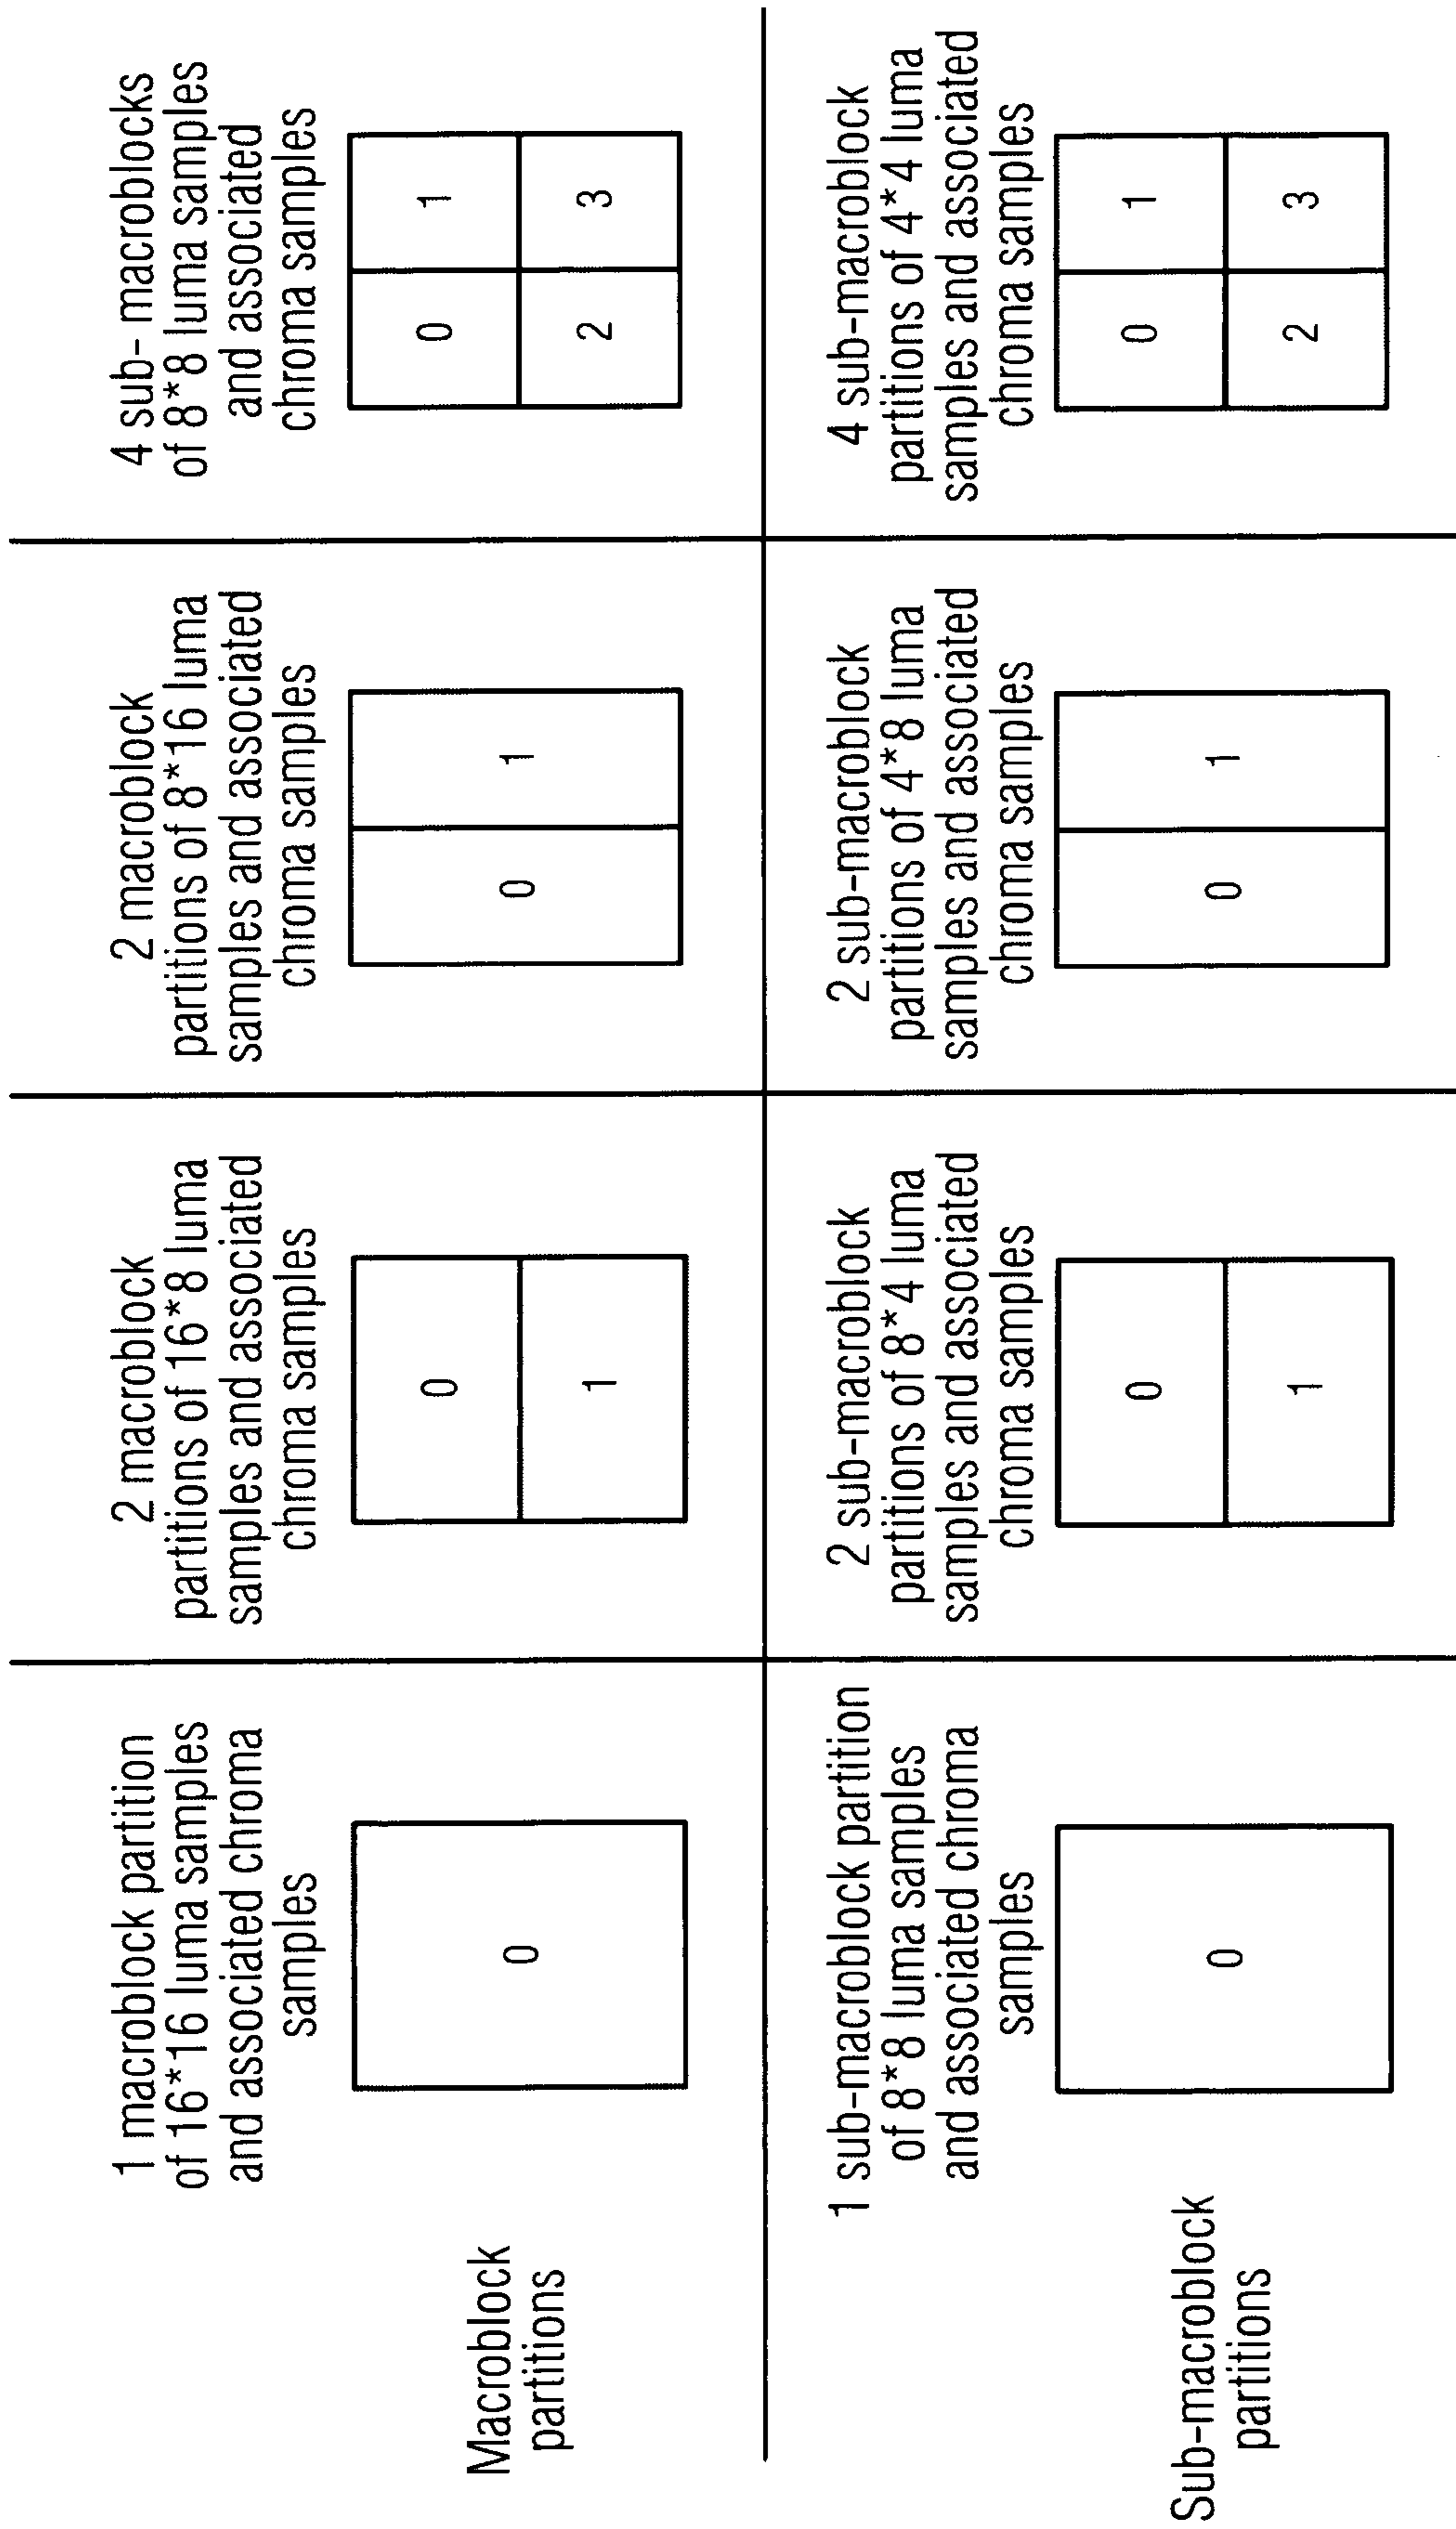 1 macroblock partition
of 16*16 luma samples
and associated chroma
samples
2 macroblock
partitions of 16*8 luma
samples and associated
chroma samples
2 macroblock
partitions of 8*16 luma
samples and associated
chroma samples
4 sub- macroblocks
of 8*8 luma samples
and associated
chroma samples
Macroblock
partitions
0
0
1
0 1
0 1
2 3
1 sub-macroblock partition
of 8*8 luma samples
and associated chroma
samples
2 sub-macroblock
partitions of 8*4 luma
samples and associated
chroma samples
2 sub-macroblock
partitions of 4*8 luma
samples and associated
chroma samples
4 sub-macroblock
partitions of 4*4 luma
samples and associated
chroma samples
Sub-macroblock
partitions
0
0
1
0 1
0 1
2 3